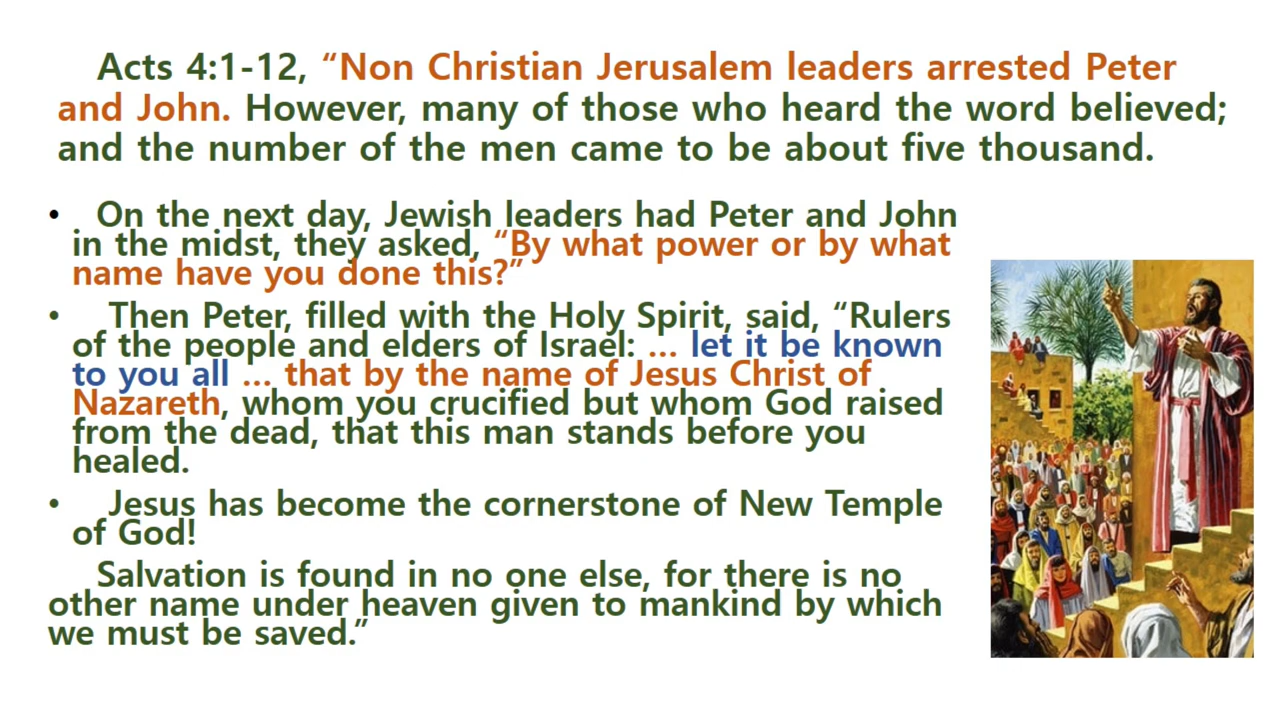 Acts 4:1-12, “Non Christian Jerusalem leaders arrested Peter
and John. However, many of those who heard the word believed;
and the number of the men came to be about five thousand.
• On the next day, Jewish leaders had Peter and John
in the midst, they asked, “By what power or by what
name have you done this?”
• Then Peter, filled with the Holy Spirit, said, “Rulers
of the people and elders of Israel: ... let it be known
to you all ... that by the name of Jesus Christ of
Nazareth, whom you crucified but whom God raised
from the dead, that this man stands before you
healed.
• Jesus has become the cornerstone of New Temple
of God!
Salvation is found in no one else, for there is no
other name under heaven given to mankind by which
we must be saved.”